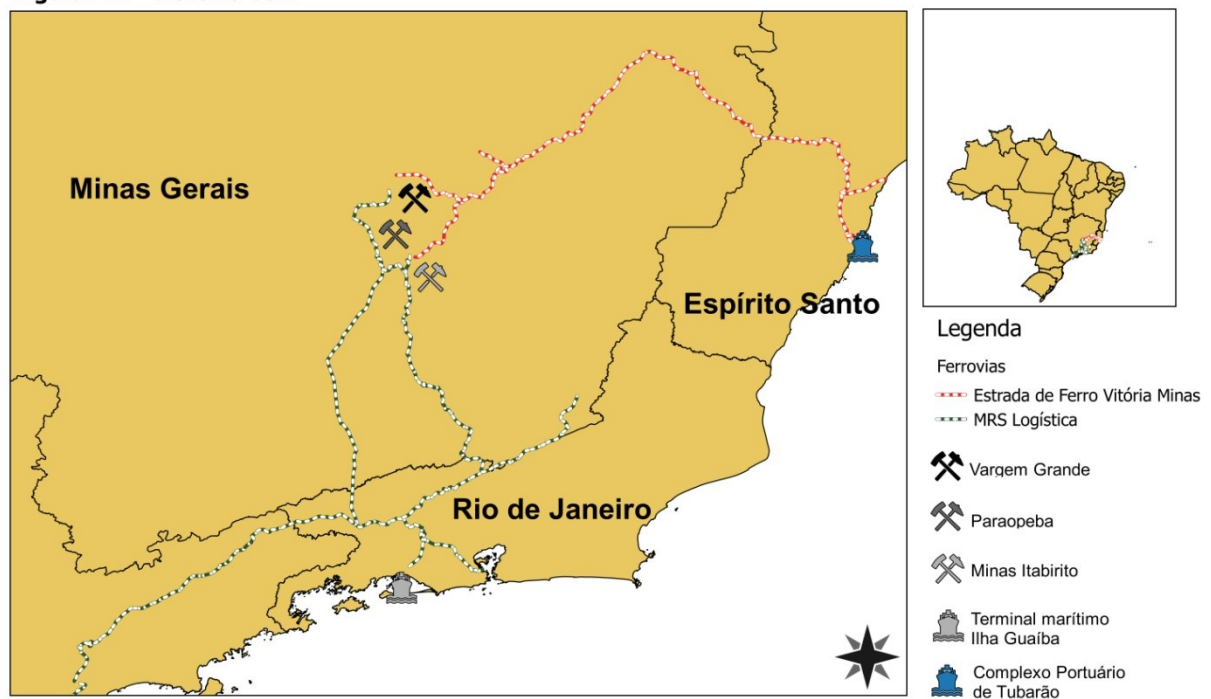 Minas Gerais
Espírito Santo
Rio de Janeiro
Legenda
Ferrovias
Estrada de Ferro Vitória Minas
MRS Logística
Vargem Grande
Paraopeba
Minas Itabirito
Terminal marítimo
Ilha Guaíba
Complexo Portuário
de Tubarão